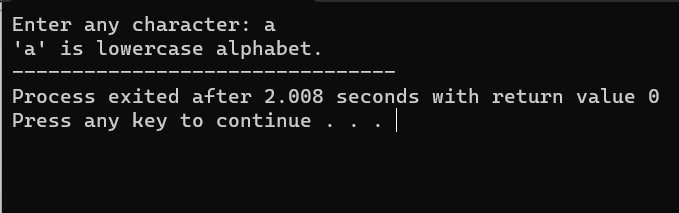 Enter any character: a
'a' is lowercase alphabet.
--------------------------------
Process exited after 2.008 seconds with return value 0
Press any key to continue . . .